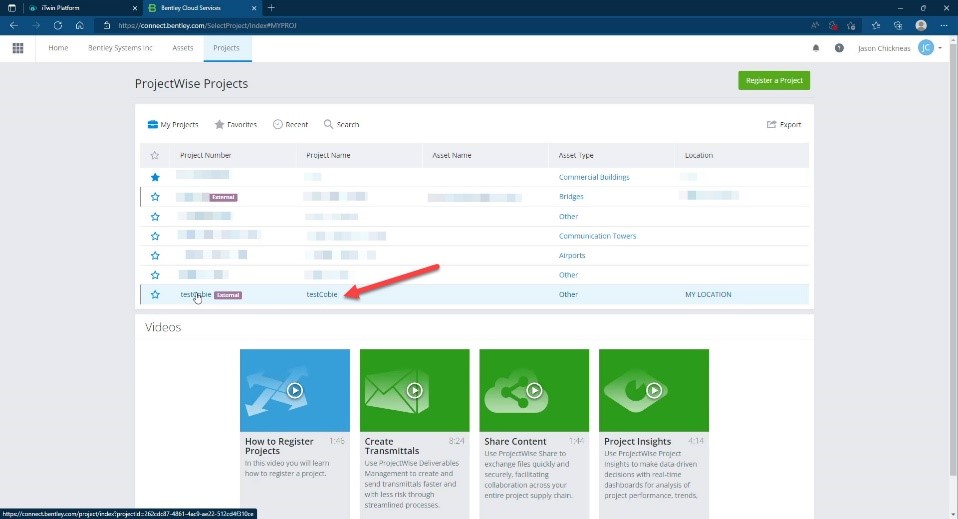 iTwin Platform
Bentley Cloud Services
https://connect.bentley.com/SelectProject/Index#MYPROJ
Home Bentley Systems Inc Assets Projects
Jason Chickneas JC
ProjectWise Projects
Register a Project
My Projects Favorites Recent Search Export
Project Number Project Name Asset Name Asset Type Location
Commercial Buildings
External Bridges
Other
Communication Towers
Airports
Other
testCobie External testCobie Other MY LOCATION
Videos
How to Register Projects 1:46
In this video you will learn how to register a project.
Create Transmittals 8:24
Use ProjectWise Deliverables Management to create and send transmittals faster and with less risk through streamlined processes.
Share Content 1:44
Use ProjectWise Share to exchange files quickly and securely, facilitating collaboration across your entire project supply chain.
Project Insights 4:14
Use ProjectWise Project Insights to make data-driven decisions with real-time dashboards for analysis of project performance, trends,
https://connect.bentley.com/project/index?projectId=262cdc87-4861-4ac9-ae22-512cd4f310ce